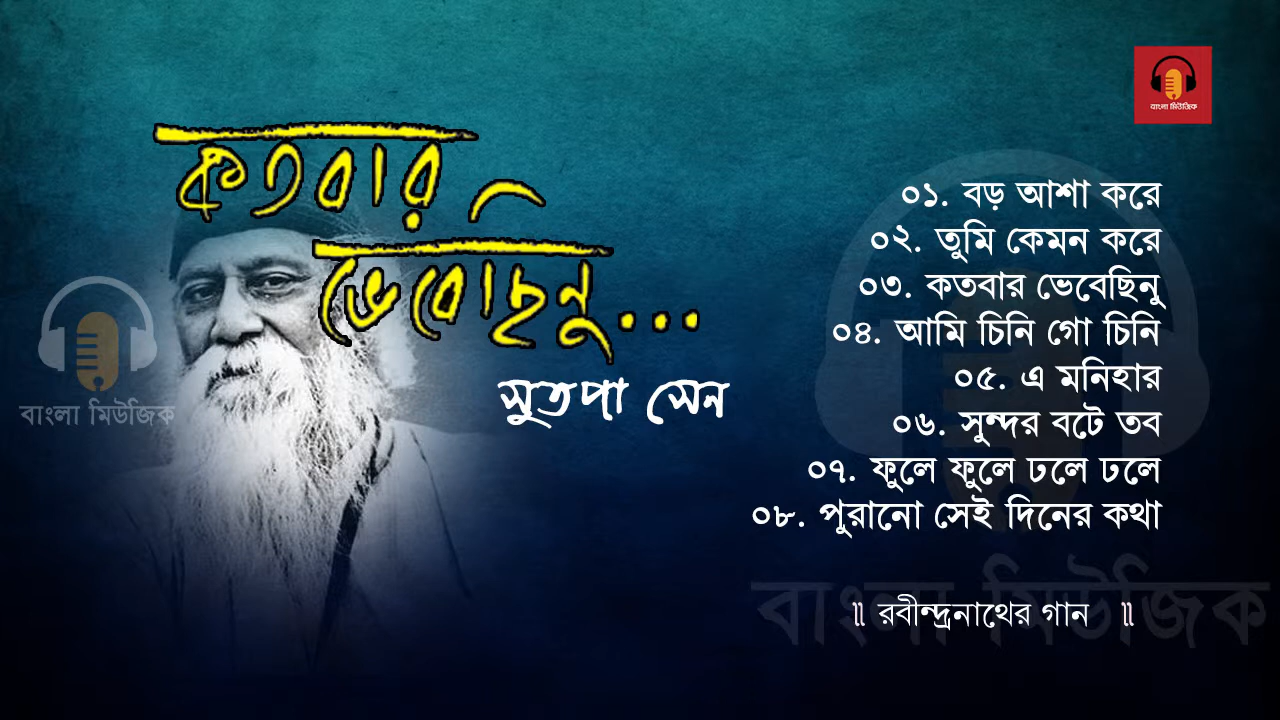 কতবার
ভেবেছিনু...
সুতপা সেন
বাংলা মিউজিক
বাংলা মিউজিক
০১. বড় আশা করে
০২. তুমি কেমন করে
০৩. কতবার ভেবেছিনু
০৪. আমি চিনি গো চিনি
০৫. এ মনিহার
০৬. সুন্দর বটে তব
০৭. ফুলে ফুলে ঢলে ঢলে
০৮. পুরানো সেই দিনের কথা
॥ রবীন্দ্রনাথের গান ॥
বাংলা মিউজিক